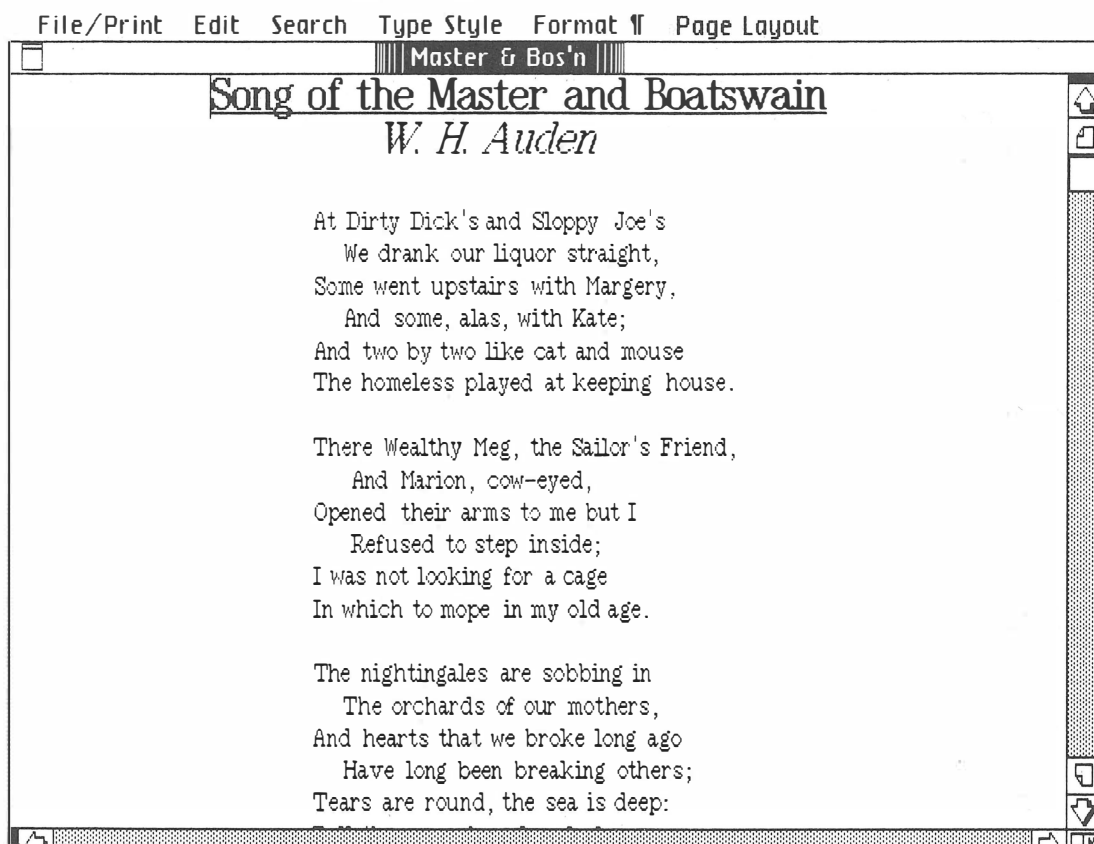 File/Print Edit Search Type Style Format ¶ Page Layout
Master & Bos'n
Song of the Master and Boatswain
W. H. Auden
At Dirty Dick's and Sloppy Joe's
We drank our liquor straight,
Some went upstairs with Margery,
And some, alas, with Kate;
And two by two like cat and mouse
The homeless played at keeping house.
There Wealthy Meg, the Sailor's Friend,
And Marion, cow-eyed,
Opened their arms to me but I
Refused to step inside;
I was not looking for a cage
In which to mope in my old age.
The nightingales are sobbing in
The orchards of our mothers,
And hearts that we broke long ago
Have long been breaking others;
Tears are round, the sea is deep: